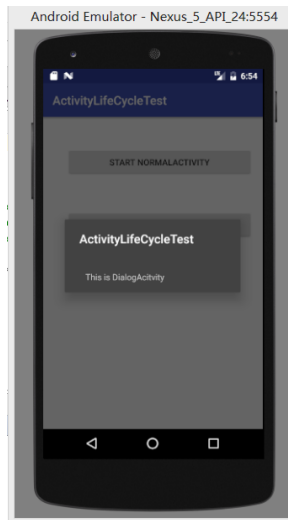 Android Emulator - Nexus_5_API_24:5554
6:54
ActivityLifeCycleTest
START NORMALACTIVITY
ActivityLifeCycleTest
This is DialogAcitvity